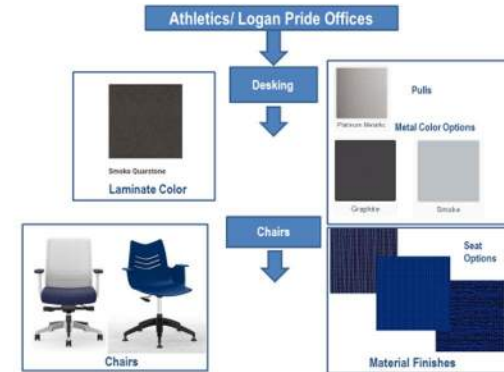 Athletics/ Logan Pride Offices
Desking
Smoke Quarstone
Laminate Color
Pulls
Platinum Metallic
Metal Color Options
Graphite
Smoke
Chairs
Chairs
Seat
Options
Material Finishes